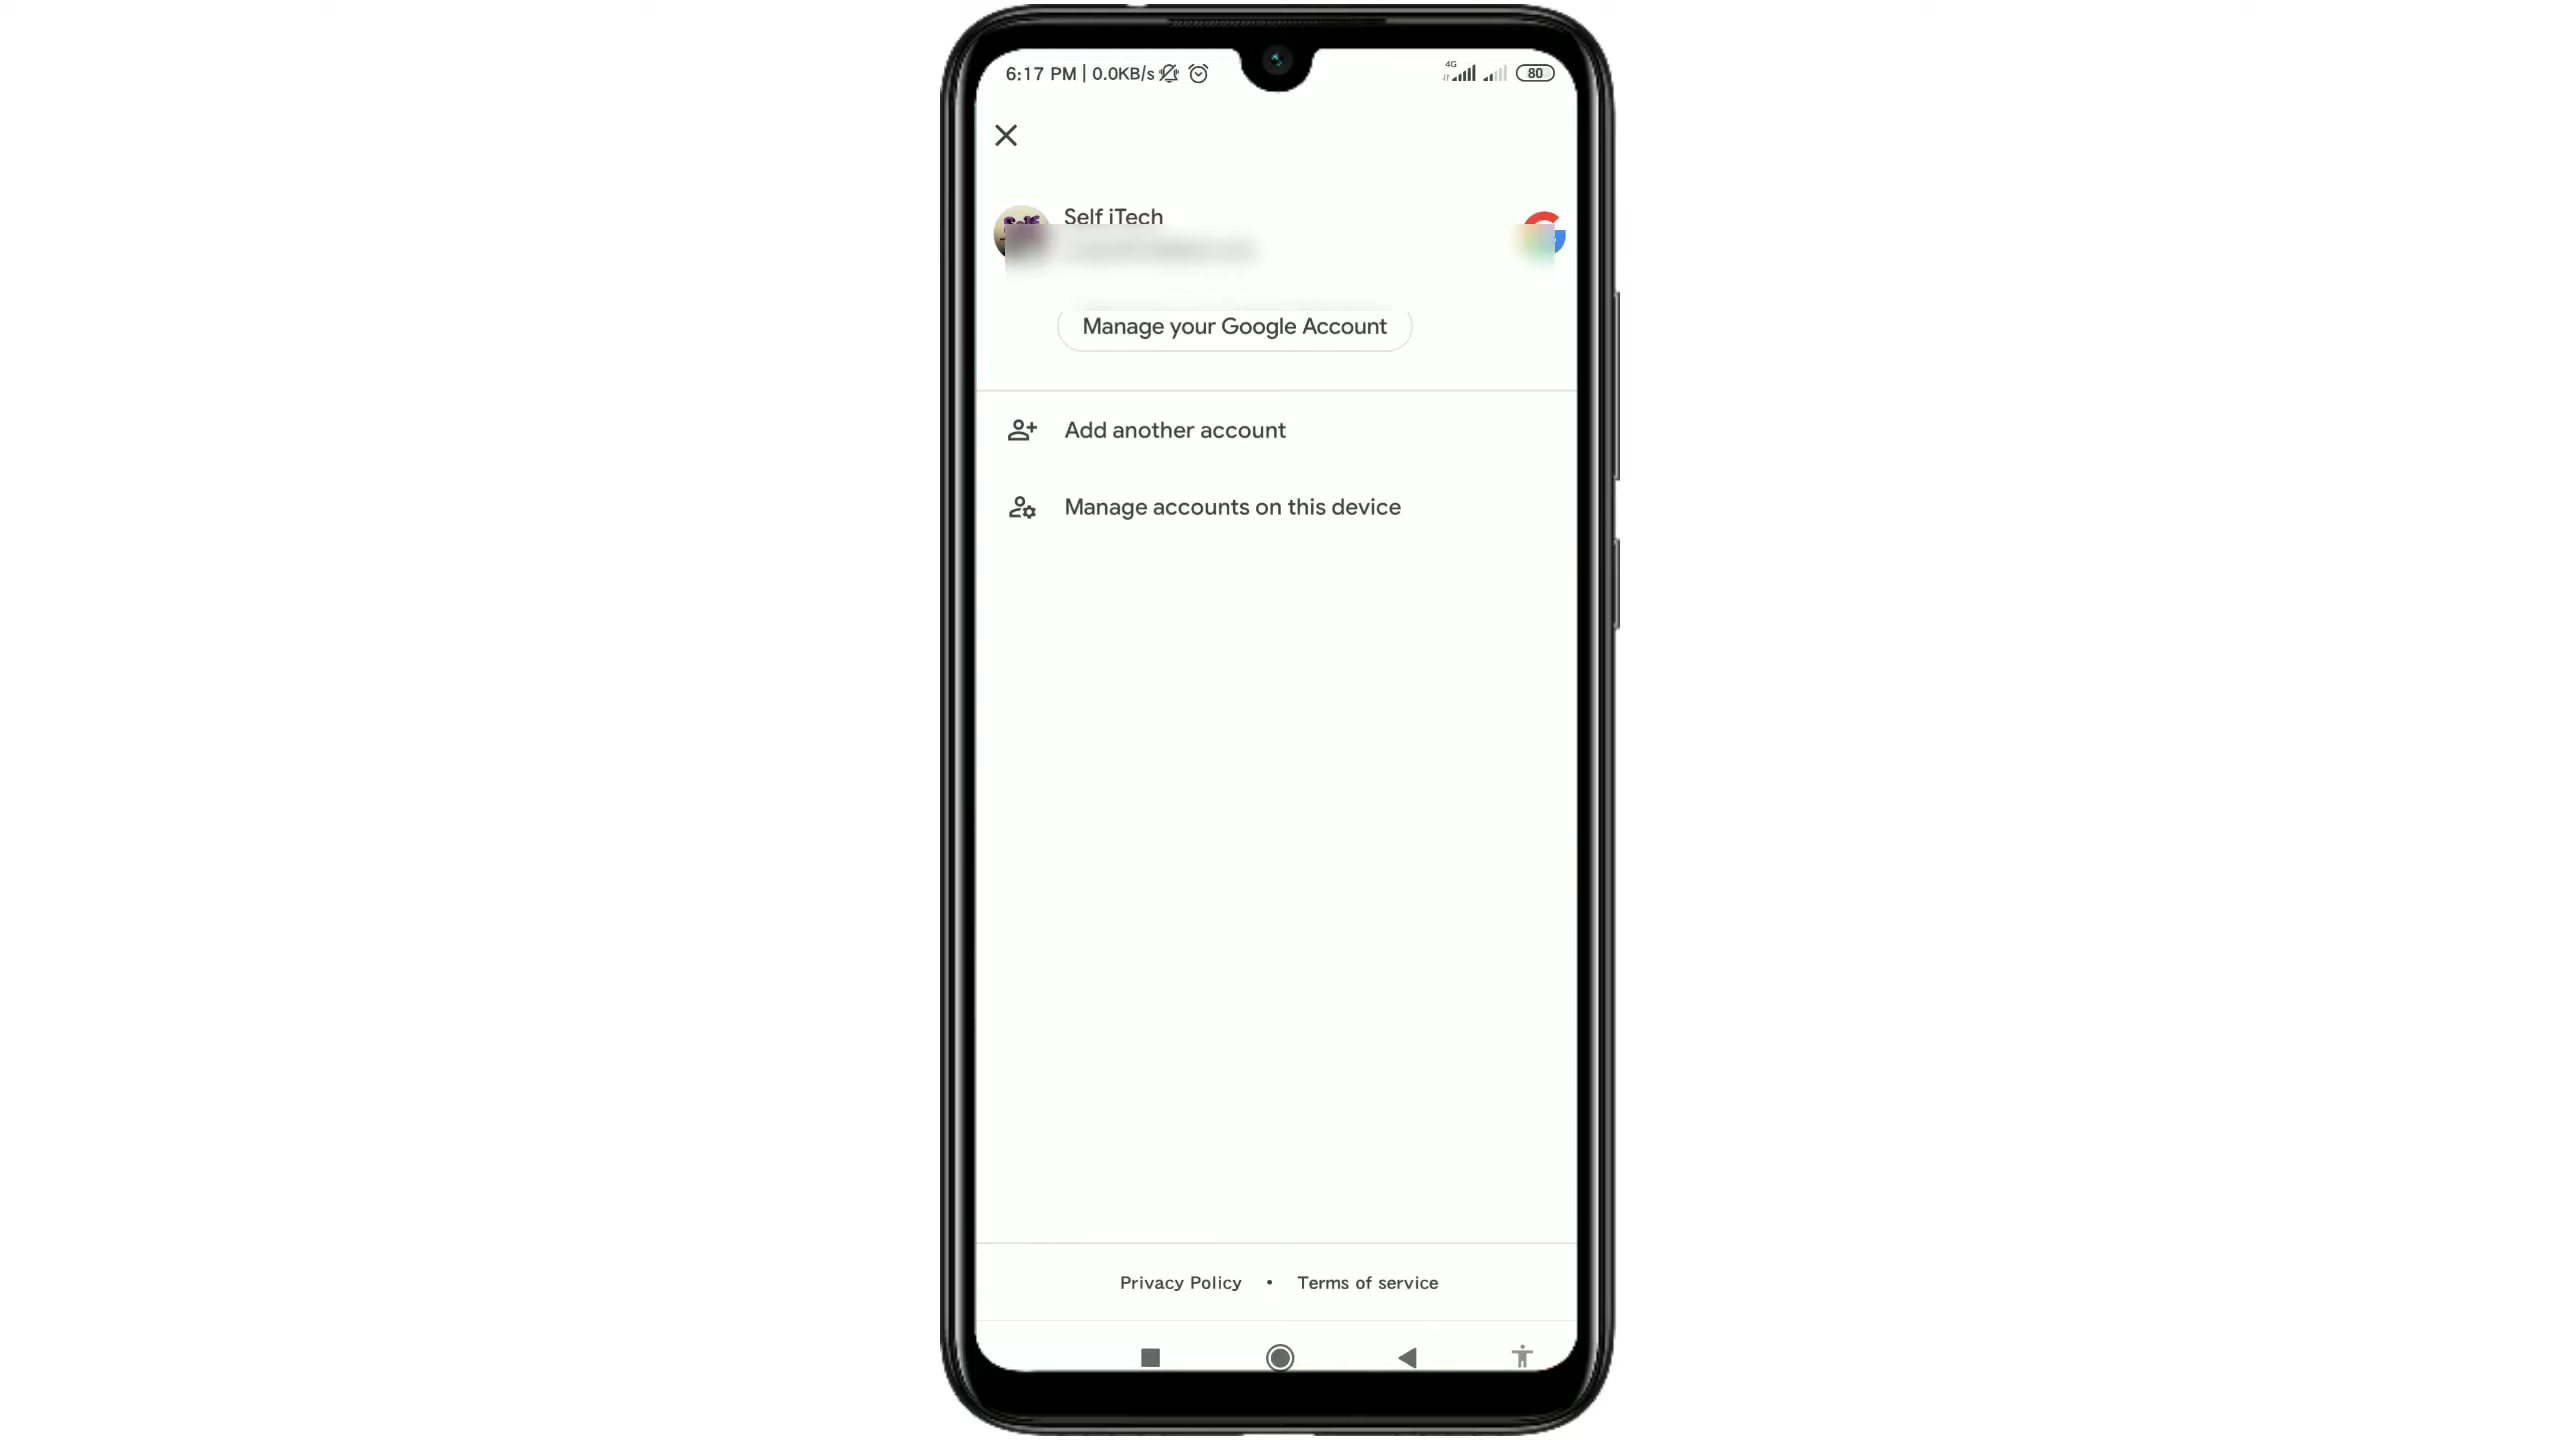 6:17 PM | 0.0KB/s
4G
80
Self iTech
Manage your Google Account
Add another account
Manage accounts on this device
Privacy Policy • Terms of service